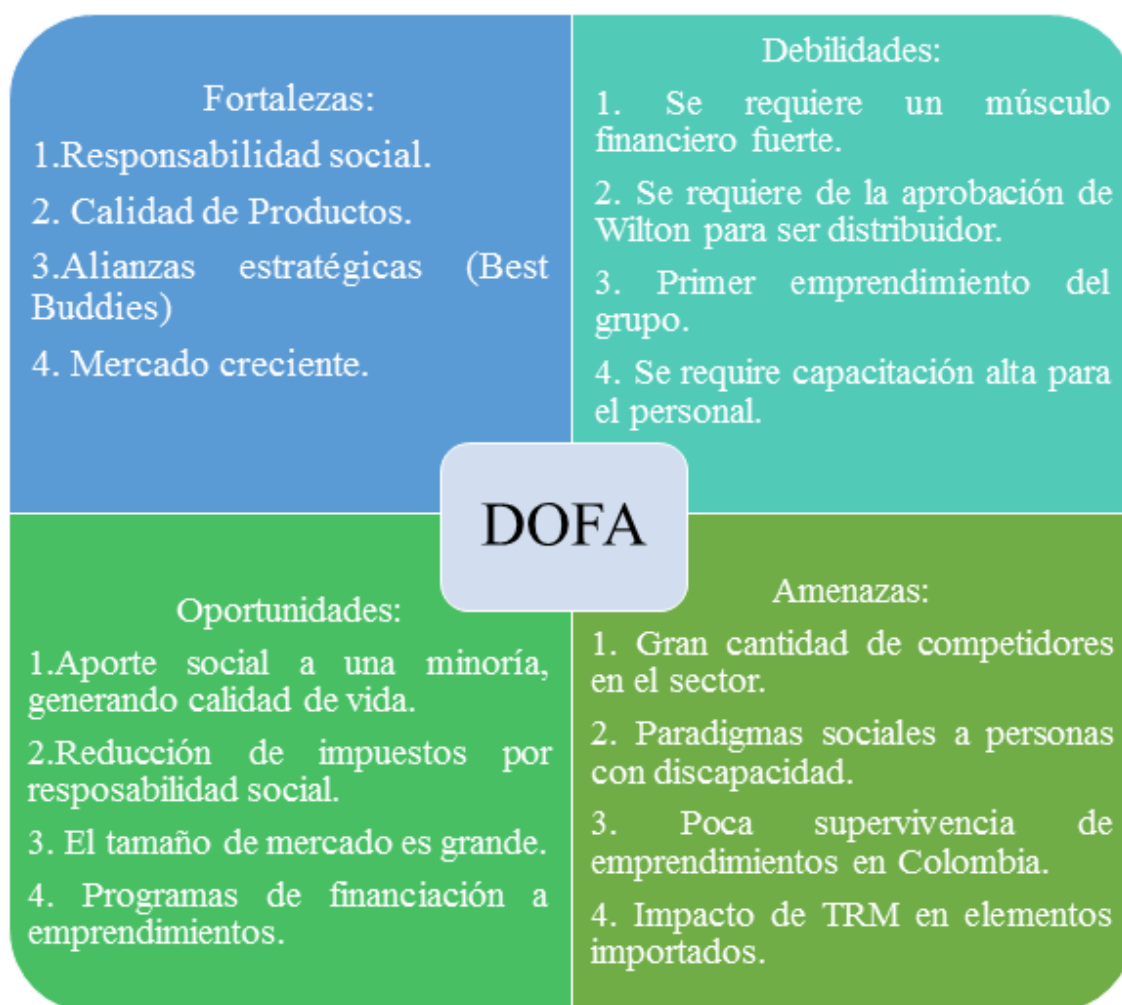 Fortalezas:
1.Responsabilidad social.
2. Calidad de Productos.
3.Alianzas estratégicas (Best
Buddies)
4. Mercado creciente.
Debilidades:
1. Se requiere un músculo
financiero fuerte.
2. Se requiere de la aprobación de
Wilton para ser distribuidor.
3. Primer emprendimiento del
grupo.
4. Se require capacitación alta para
el personal.
DOFA
Oportunidades:
1.Aporte social a una minoría,
generando calidad de vida.
2.Reducción de impuestos por
resposabilidad social.
3. El tamaño de mercado es grande.
4. Programas de financiación a
emprendimientos.
Amenazas:
1. Gran cantidad de competidores
en el sector.
2. Paradigmas sociales a personas
con discapacidad.
3. Poca supervivencia de
emprendimientos en Colombia.
4. Impacto de TRM en elementos
importados.